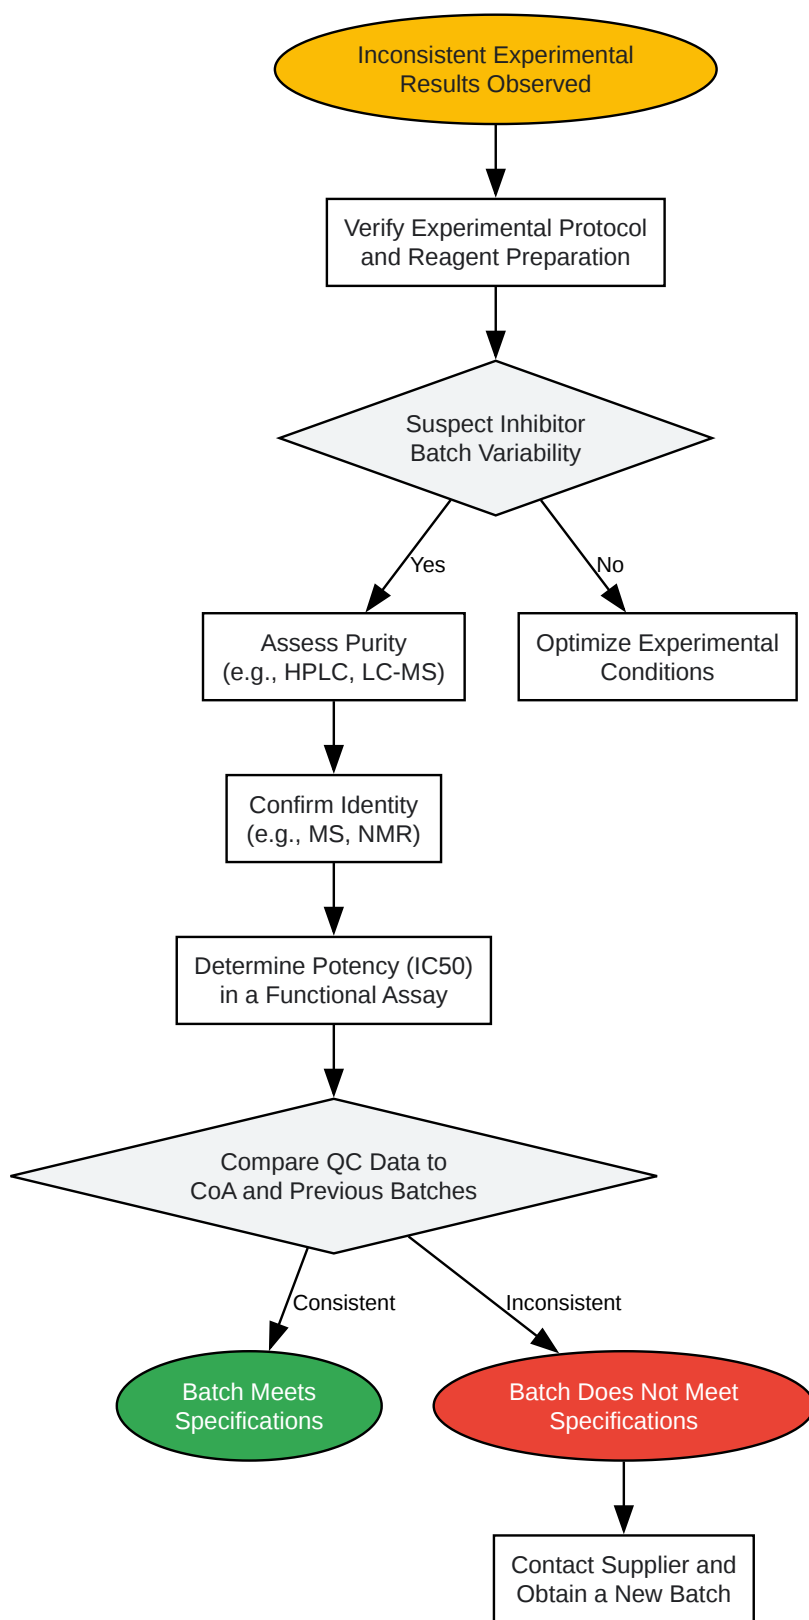 Inconsistent Experimental
Results Observed
Verify Experimental Protocol
and Reagent Preparation
Suspect Inhibitor
Batch Variability
Yes
No
Assess Purity
(e.g., HPLC, LC-MS)
Optimize Experimental
Conditions
Confirm Identity
(e.g., MS, NMR)
Determine Potency (IC50)
in a Functional Assay
Compare QC Data to
CoA and Previous Batches
Consistent
Inconsistent
Batch Meets
Specifications
Batch Does Not Meet
Specifications
Contact Supplier and
Obtain a New Batch